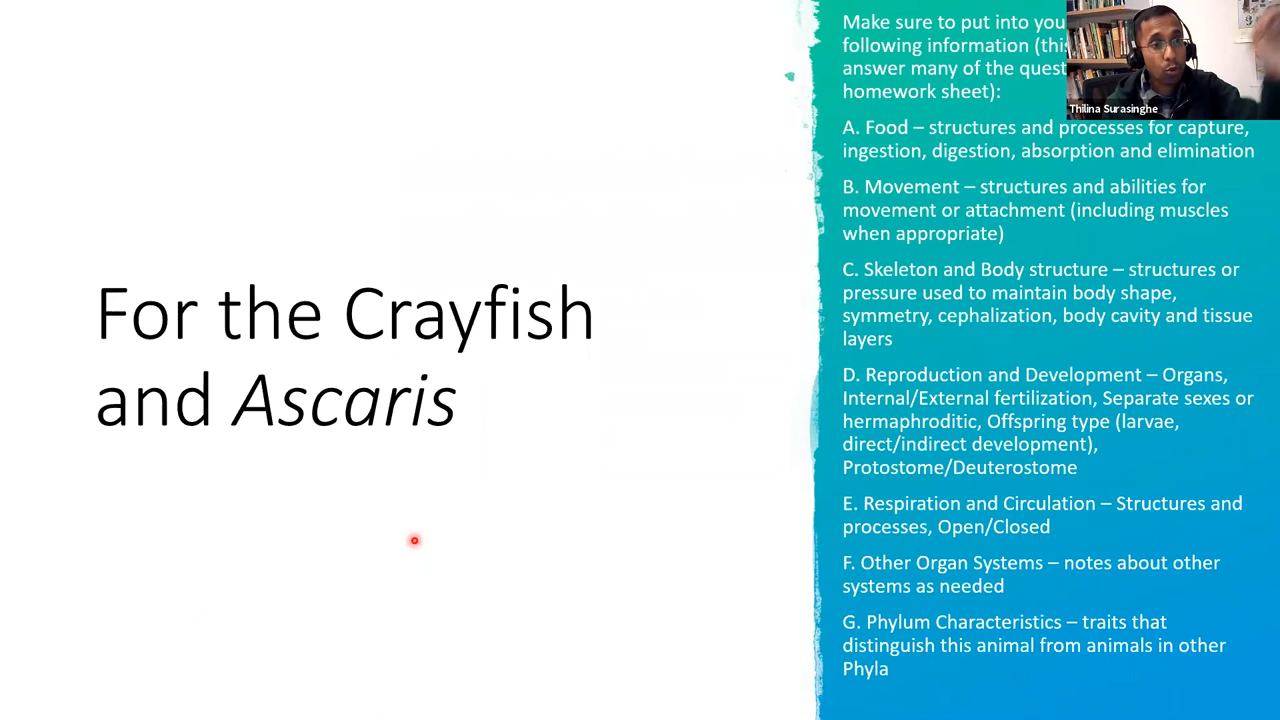 For the Crayfish
and Ascaris
Make sure to put into
following information
answer many of the
homework sheet):
A. Food – structures and processes for capture,
ingestion, digestion, absorption and elimination
B. Movement – structures and abilities for
movement or attachment (including muscles
when appropriate)
C. Skeleton and Body structure – structures or
pressure used to maintain body shape,
symmetry, cephalization, body cavity and tissue
layers
D. Reproduction and Development – Organs,
Internal/External fertilization, Separate sexes or
hermaphroditic, Offspring type (larvae,
direct/indirect development),
Protostome/Deuterostome
E. Respiration and Circulation – Structures and
processes, Open/Closed
F. Other Organ Systems – notes about other
systems as needed
G. Phylum Characteristics – traits that
distinguish this animal from animals in other
Phyla
Thilina Surasinghe